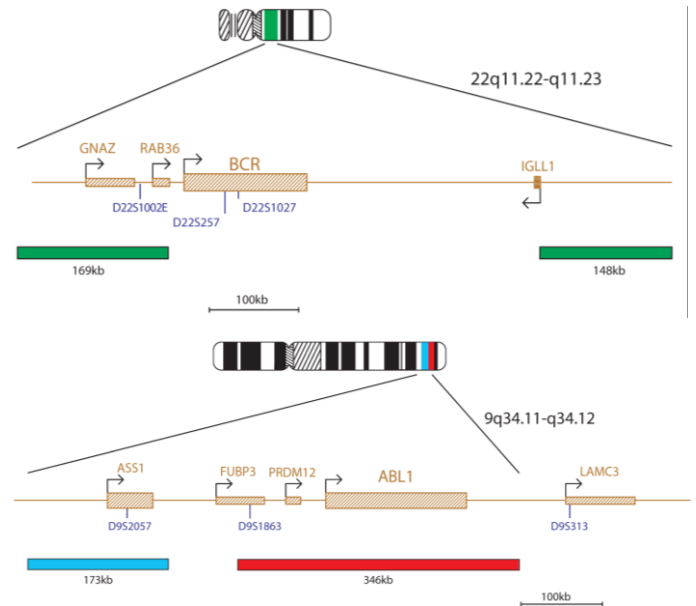 22q11.22-q11.23
GNAZ RAB36 BCR IGLL1
D22S1002E D22S1027
D22S257
169kb 148kb
100kb
9q34.11-q34.12
ASS1 FUBP3 PRDM12 ABL1 LAMC3
D9S2057 D9S1863 D9S313
173kb 346kb
100kb